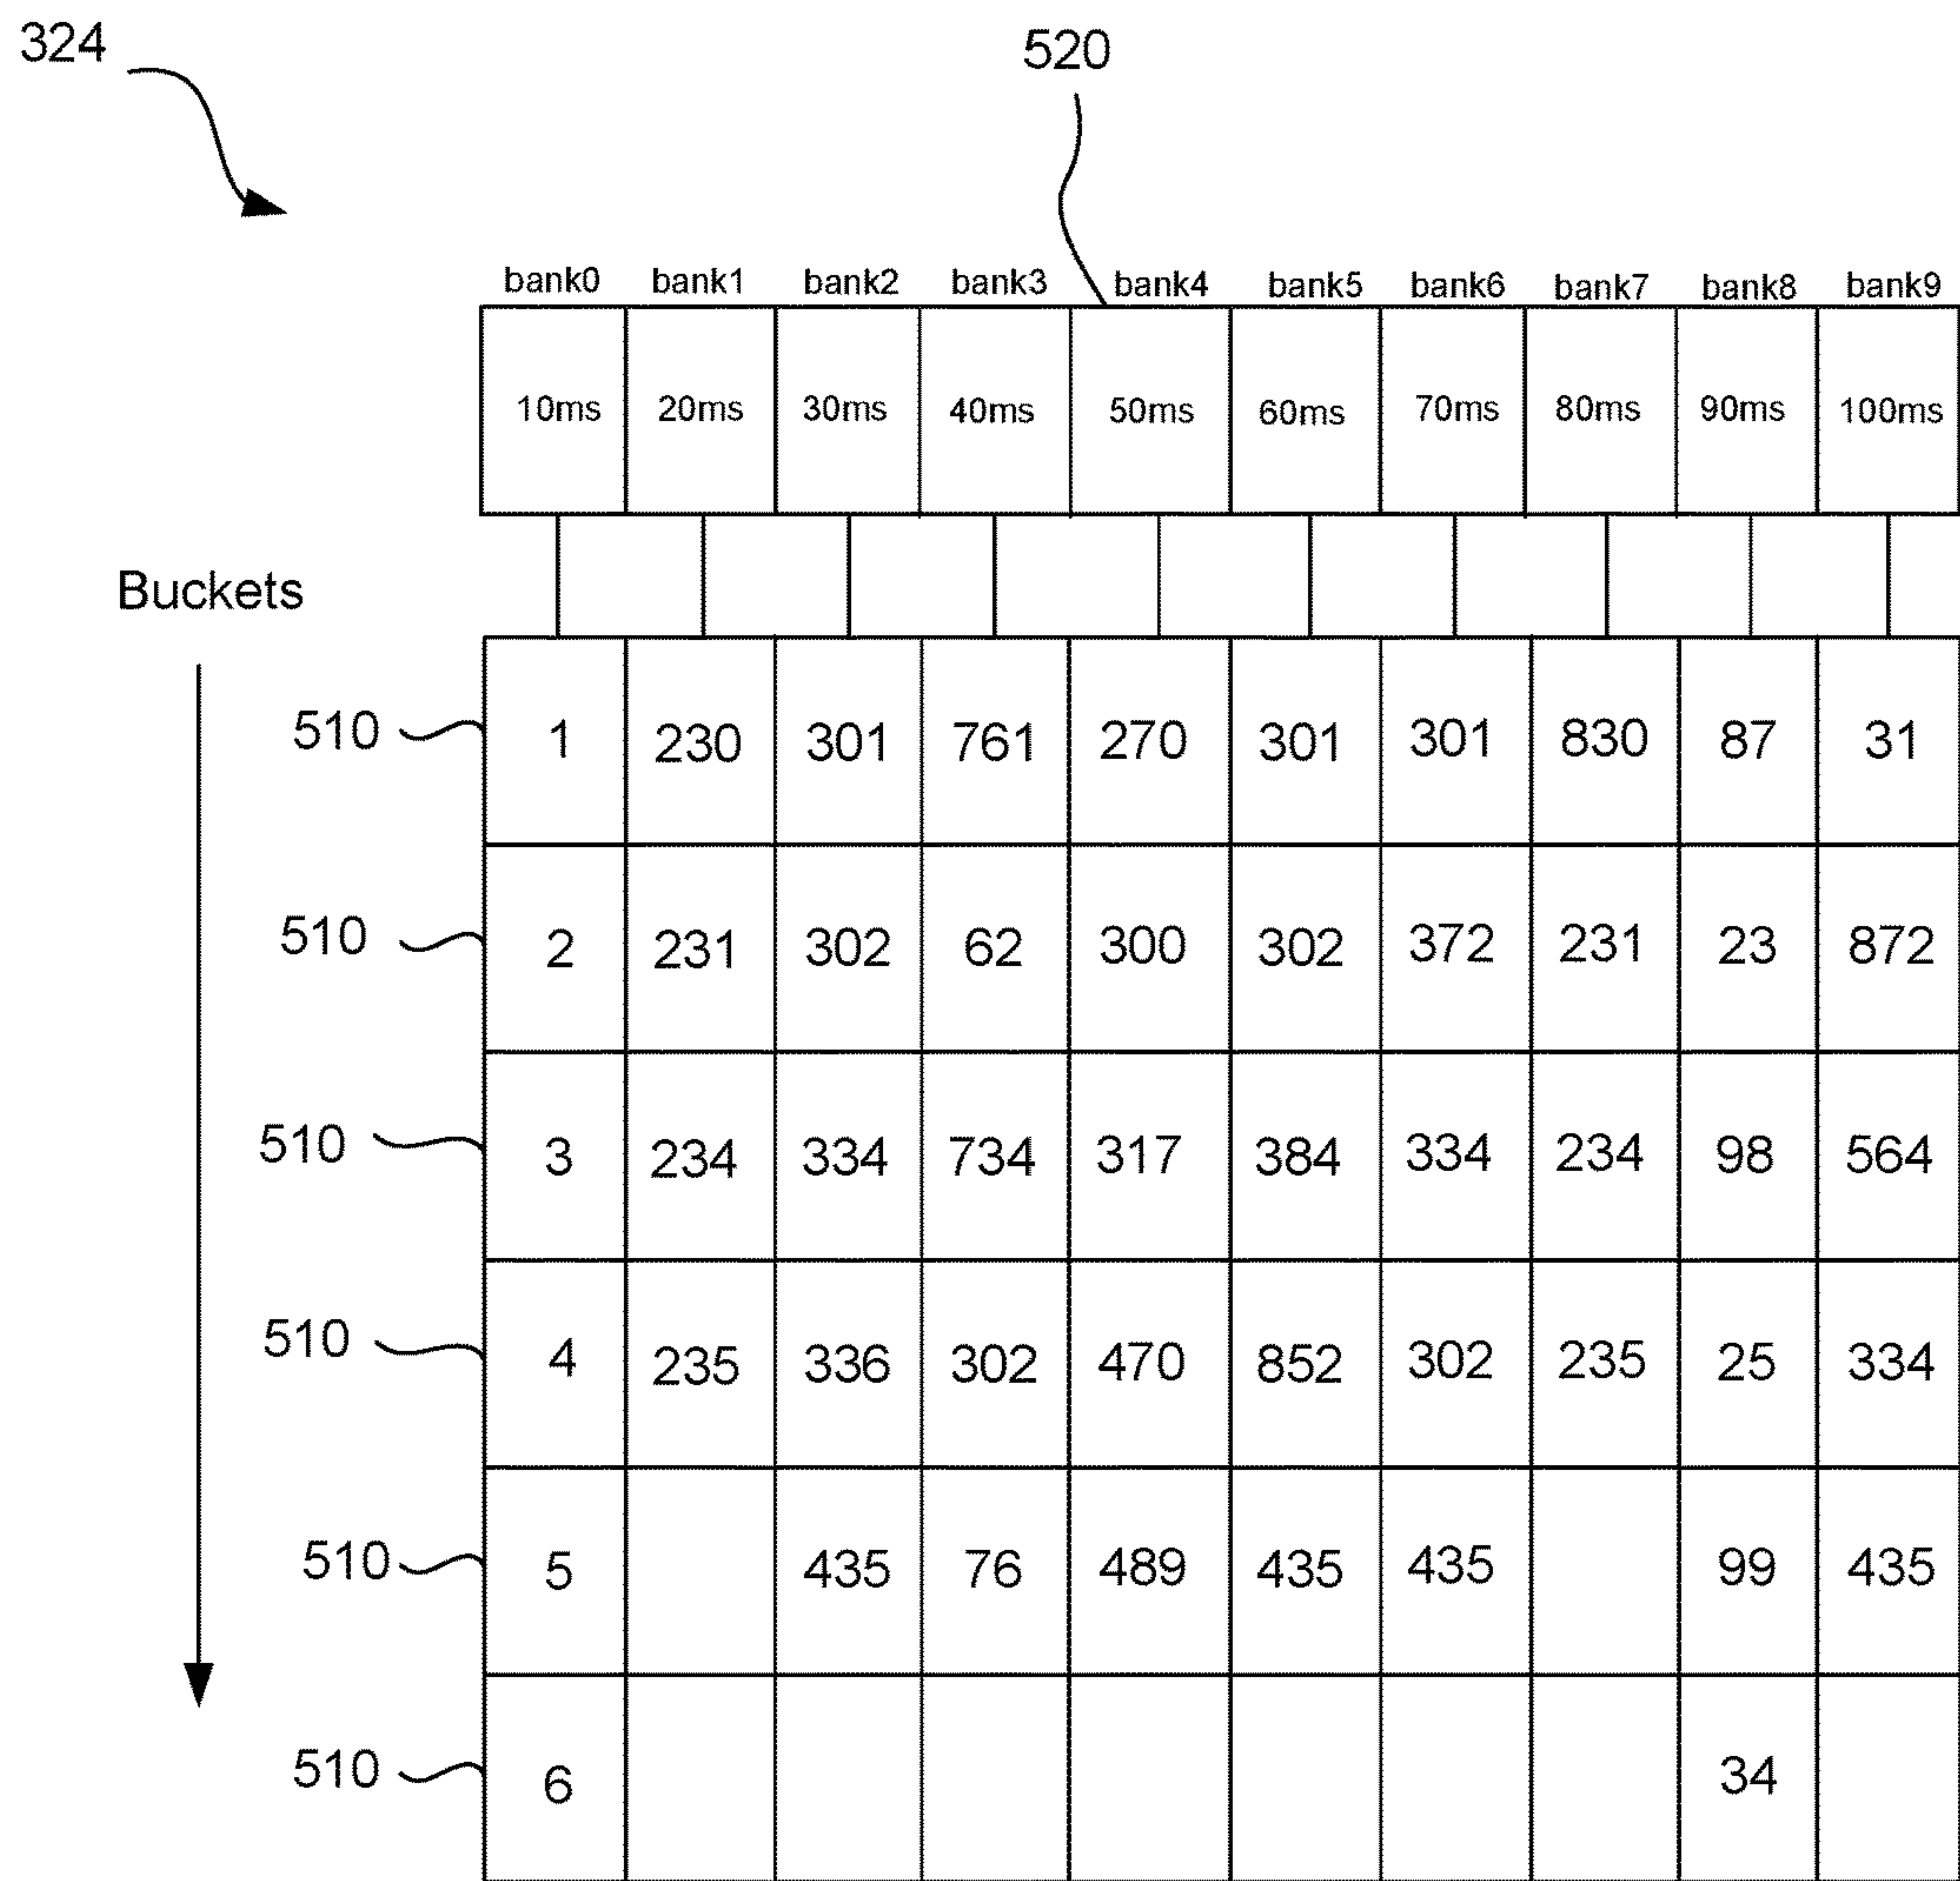 324
520
bank0 bank1 bank2 bank3 bank4 bank5 bank6 bank7 bank8 bank9
10ms 20ms 30ms 40ms 50ms 60ms 70ms 80ms 90ms 100ms
Buckets
510 1 230 301 761 270 301 301 830 87 31
510 2 231 302 62 300 302 372 231 23 872
510 3 234 334 734 317 384 334 234 98 564
510 4 235 336 302 470 852 302 235 25 334
510 5 435 76 489 435 435 99 435
510 6 34